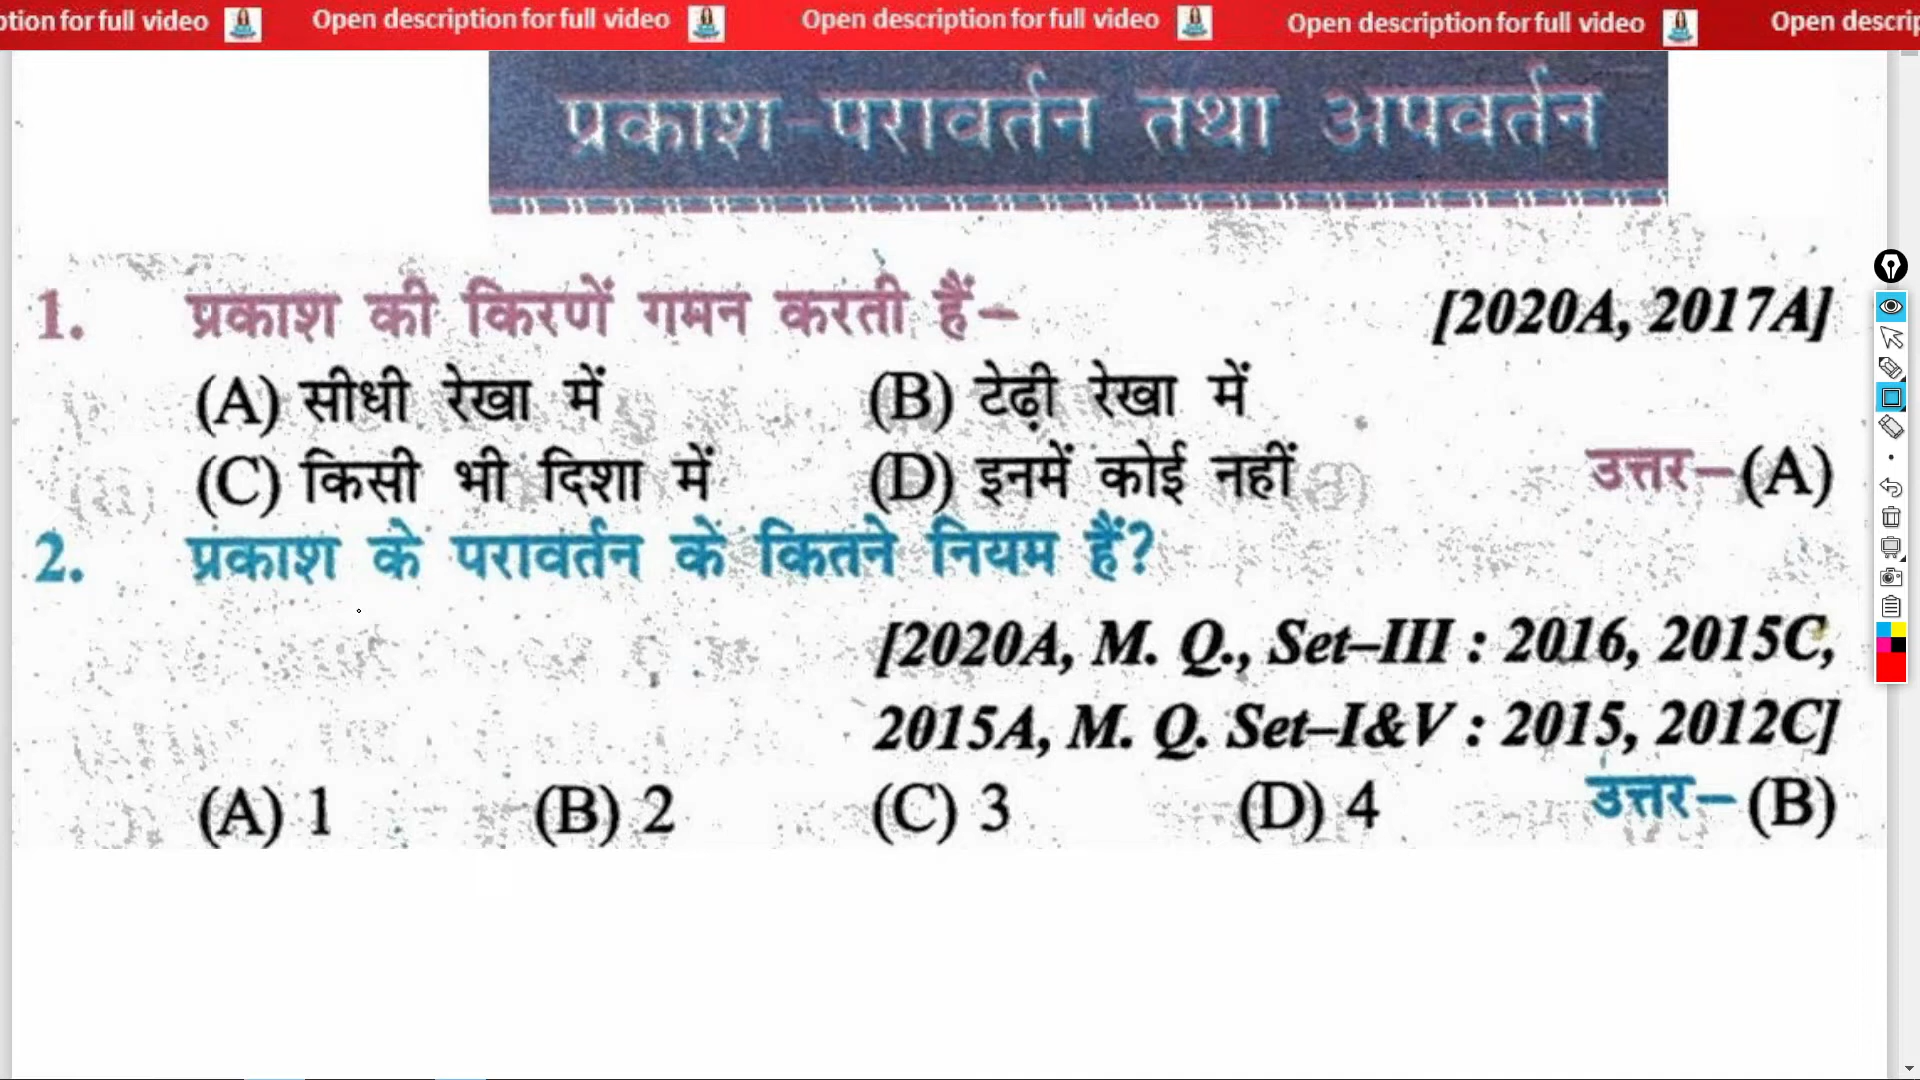 ption for full video Open description for full video Open description for full video Open description for full video Open descrip
प्रकाश-परावर्तन तथा अपवर्तन
1. प्रकाश की किरणें गमन करती हैं– [2020A, 2017A]
(A) सीधी रेखा में (B) टेढ़ी रेखा में
(C) किसी भी दिशा में (D) इनमें कोई नहीं उत्तर–(A)
2. प्रकाश के परावर्तन के कितने नियम हैं?
[2020A, M. Q., Set–III : 2016, 2015C,
2015A, M. Q. Set–I&V : 2015, 2012C]
(A) 1 (B) 2 (C) 3 (D) 4 उत्तर– (B)